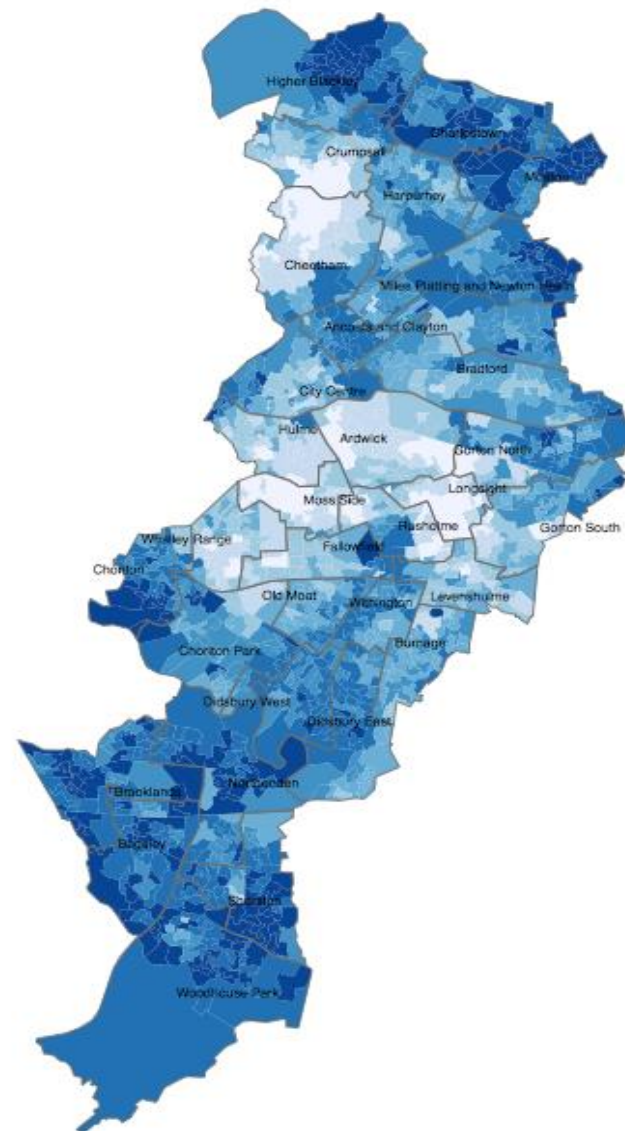 Higher Blackley
Charlestown
Crumpsall
Moston
Harpurhey
Cheetham
Miles Platting and Newton Heath
Ancoats and Clayton
Bradford
City Centre
Hulme
Ardwick
Gorton North
Longsight
Moss Side
Rusholme
Gorton South
Whalley Range
Fallowfield
Chorlton
Old Moat
Withington
Levenshulme
Burnage
Chorlton Park
Didsbury West
Didsbury East
Northenden
Brooklands
Baguley
Sharston
Woodhouse Park